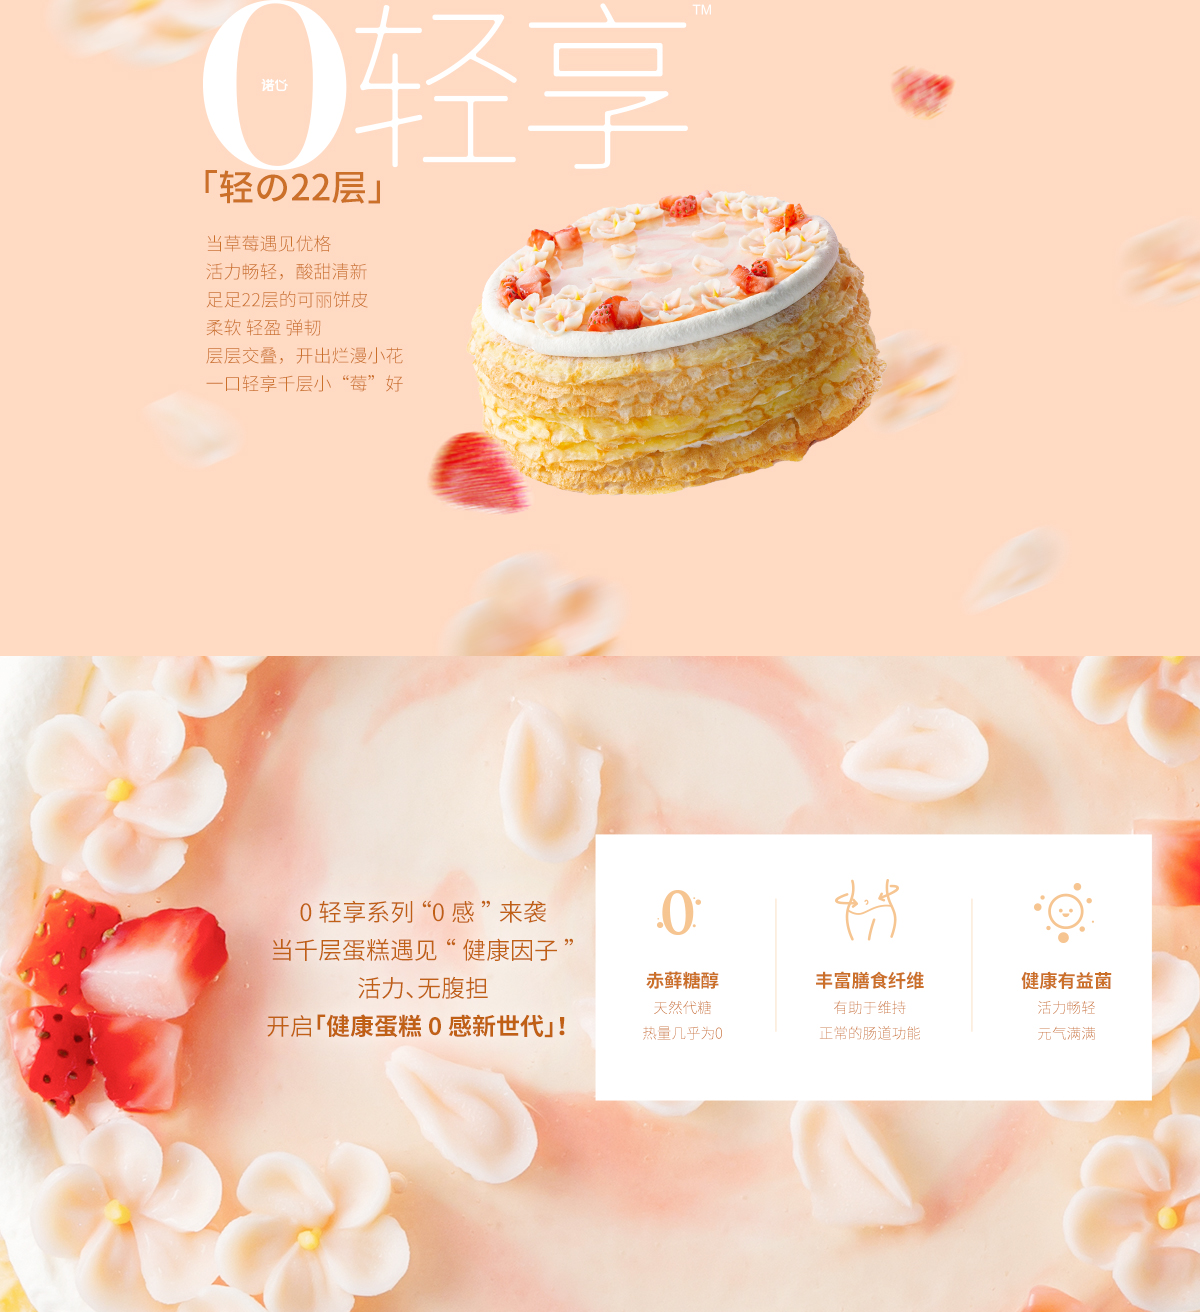 0轻享™
诺心
「轻の22层」
当草莓遇见优格
活力畅轻，酸甜清新
足足22层的可丽饼皮
柔软 轻盈 弹韧
层层交叠，开出烂漫小花
一口轻享千层小“莓”好
0 轻享系列 “0 感 ” 来袭
当千层蛋糕遇见 “ 健康因子 ”
活力、无腹担
开启「健康蛋糕 0 感新世代」!
0
赤藓糖醇
天然代糖
热量几乎为0
丰富膳食纤维
有助于维持
正常的肠道功能
健康有益菌
活力畅轻
元气满满